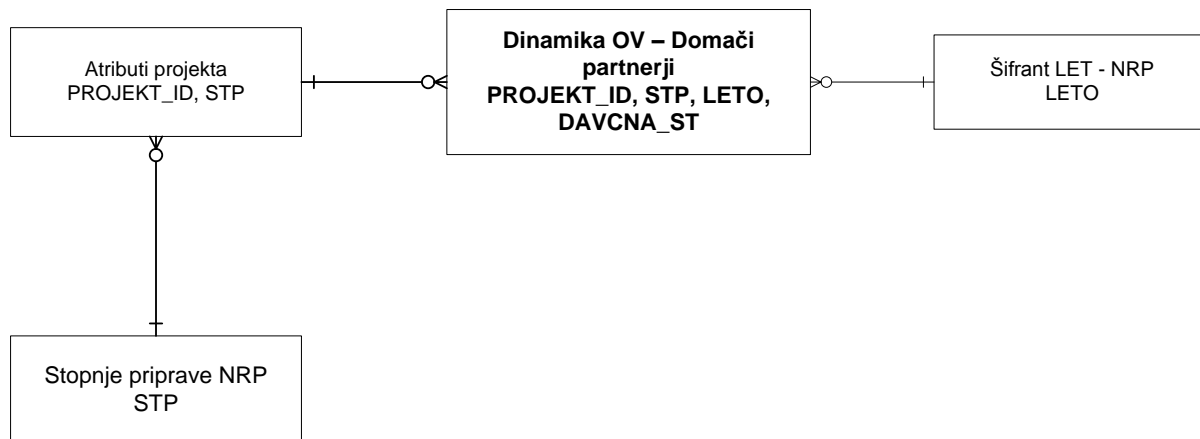 Atributi projekta
PROJEKT_ID, STP
Dinamika OV – Domači
partnerji
PROJEKT_ID, STP, LETO,
DAVCNA_ST
Šifrant LET - NRP
LETO
Stopnje priprave NRP
STP